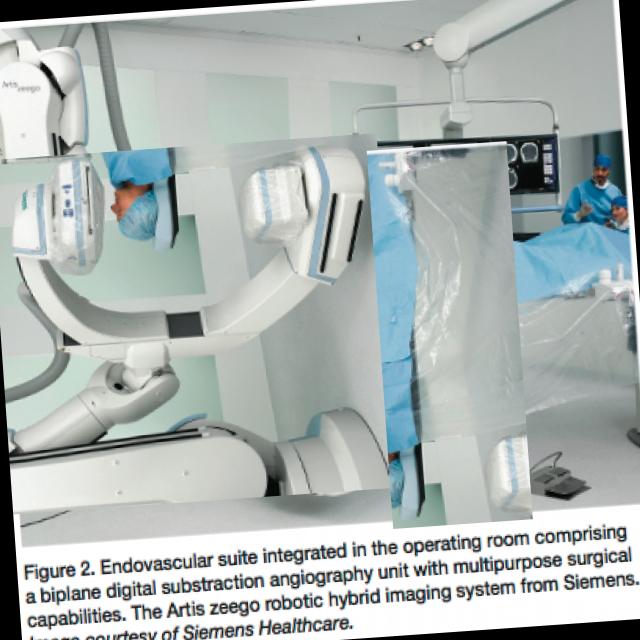 Artis
zeego
Figure 2. Endovascular suite integrated in the operating room comprising
a biplane digital substraction angiography unit with multipurpose surgical
capabilities. The Artis zeego robotic hybrid imaging system from Siemens.
Image courtesy of Siemens Healthcare.